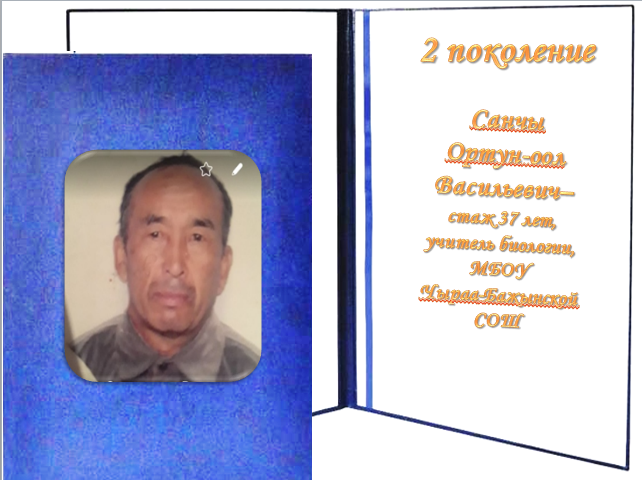 2 поколение
Санчы
Ортун-оол
Васильевич–
стаж 37 лет,
учитель биологии,
МБОУ
Чыраа-Бажынской
СОШ